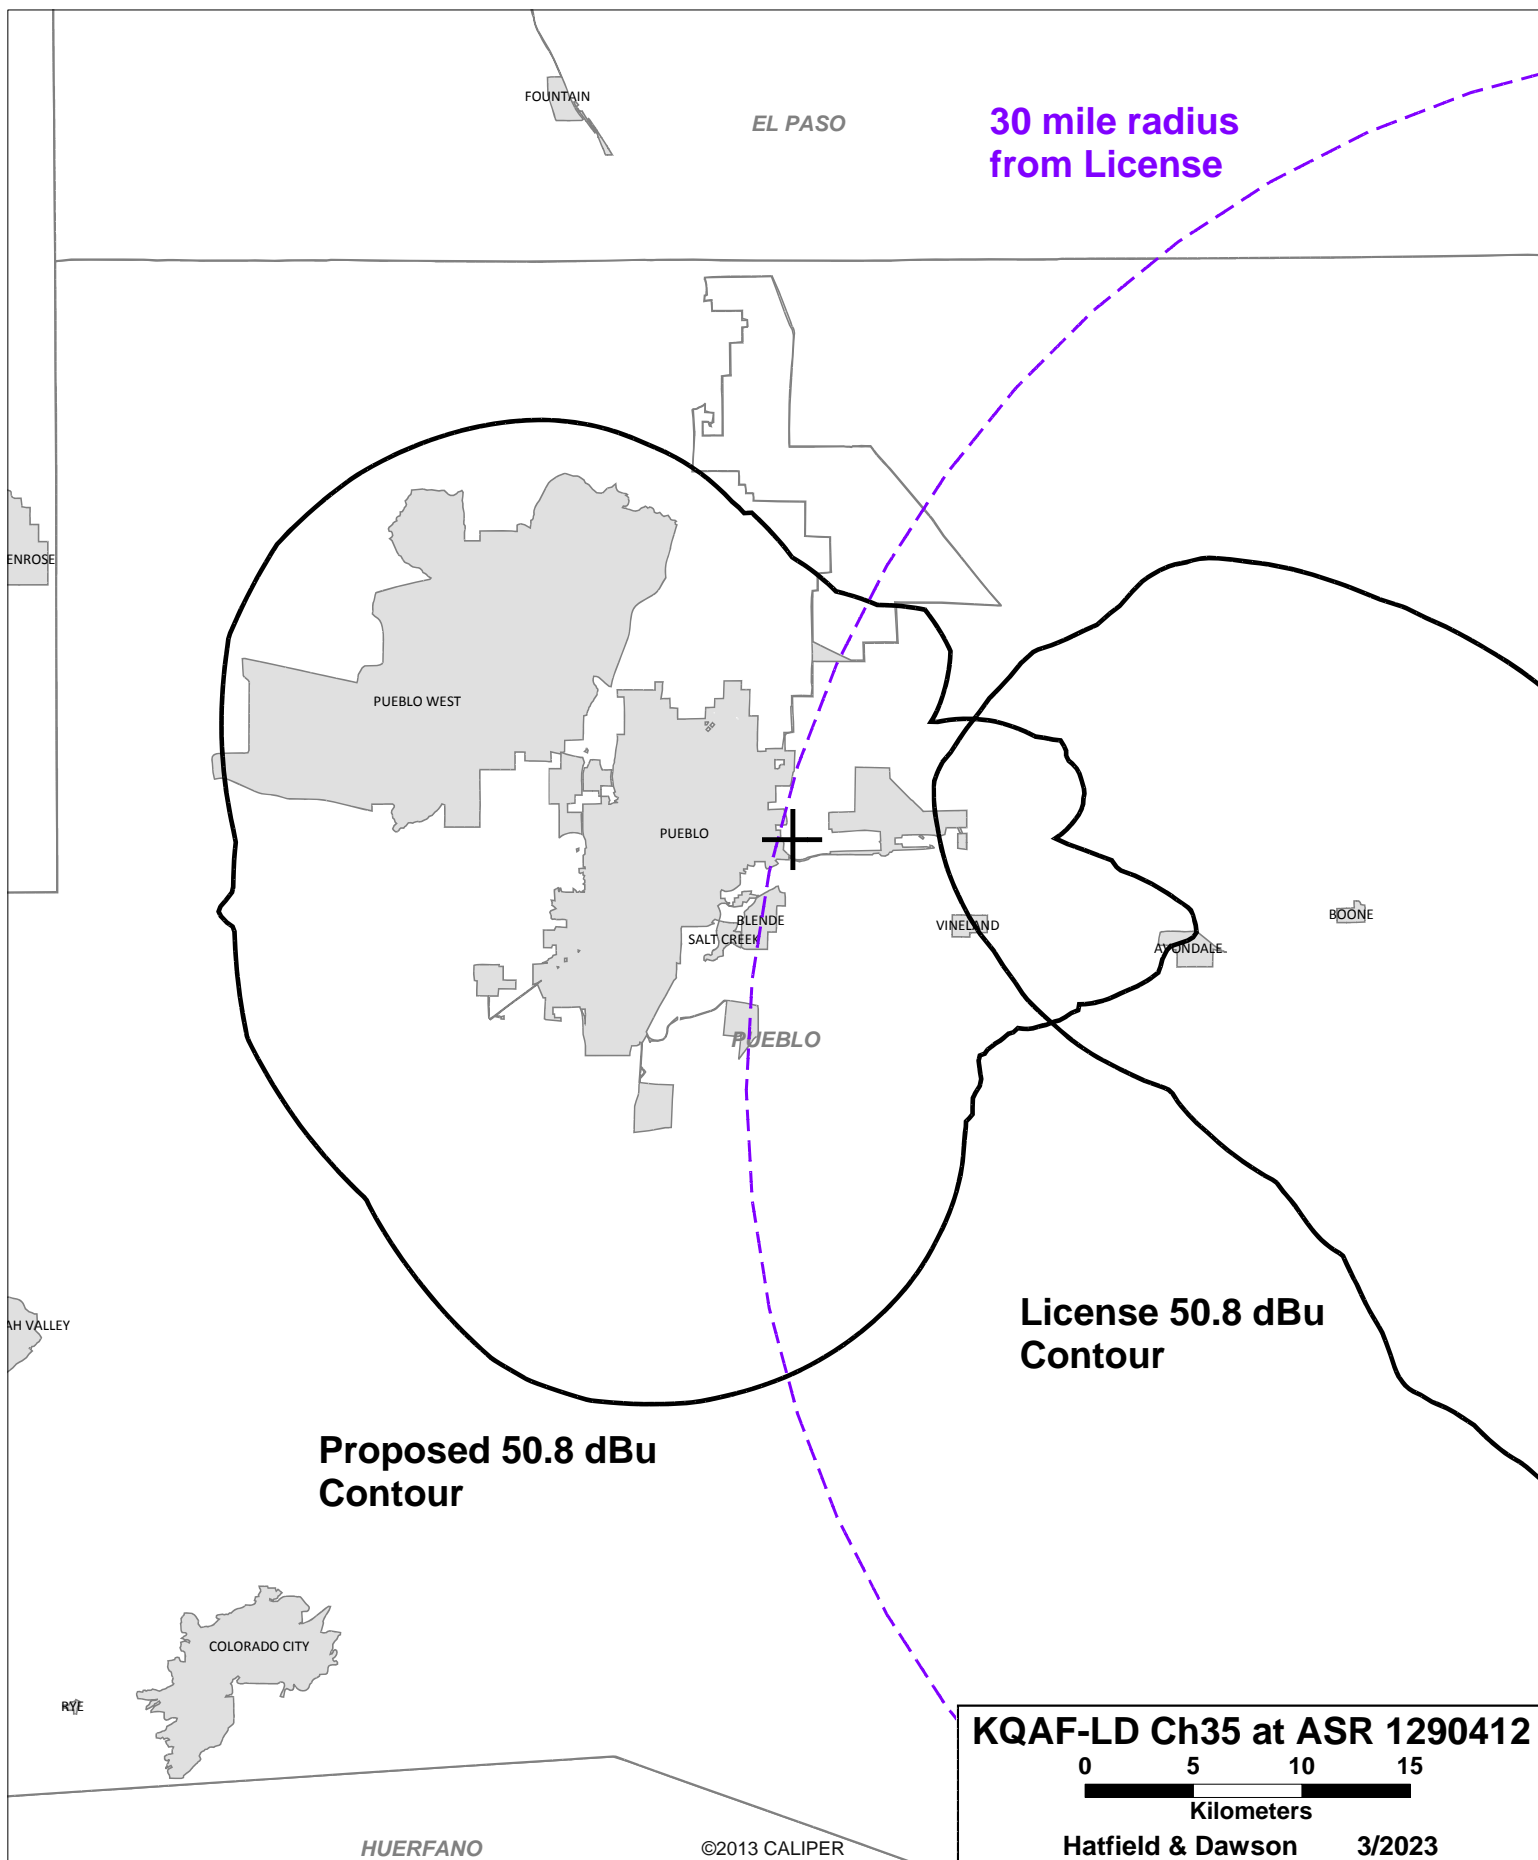 FOUNTAIN
EL PASO
30 mile radius
from License
ENROSE
PUEBLO WEST
PUEBLO
BLENDE
SALT CREEK
VINELAND
AVONDALE
BOONE
PUEBLO
AH VALLEY
License 50.8 dBu
Contour
Proposed 50.8 dBu
Contour
COLORADO CITY
RYE
KQAF-LD Ch35 at ASR 1290412
0 5 10 15
Kilometers
Hatfield & Dawson 3/2023
HUERFANO
©2013 CALIPER